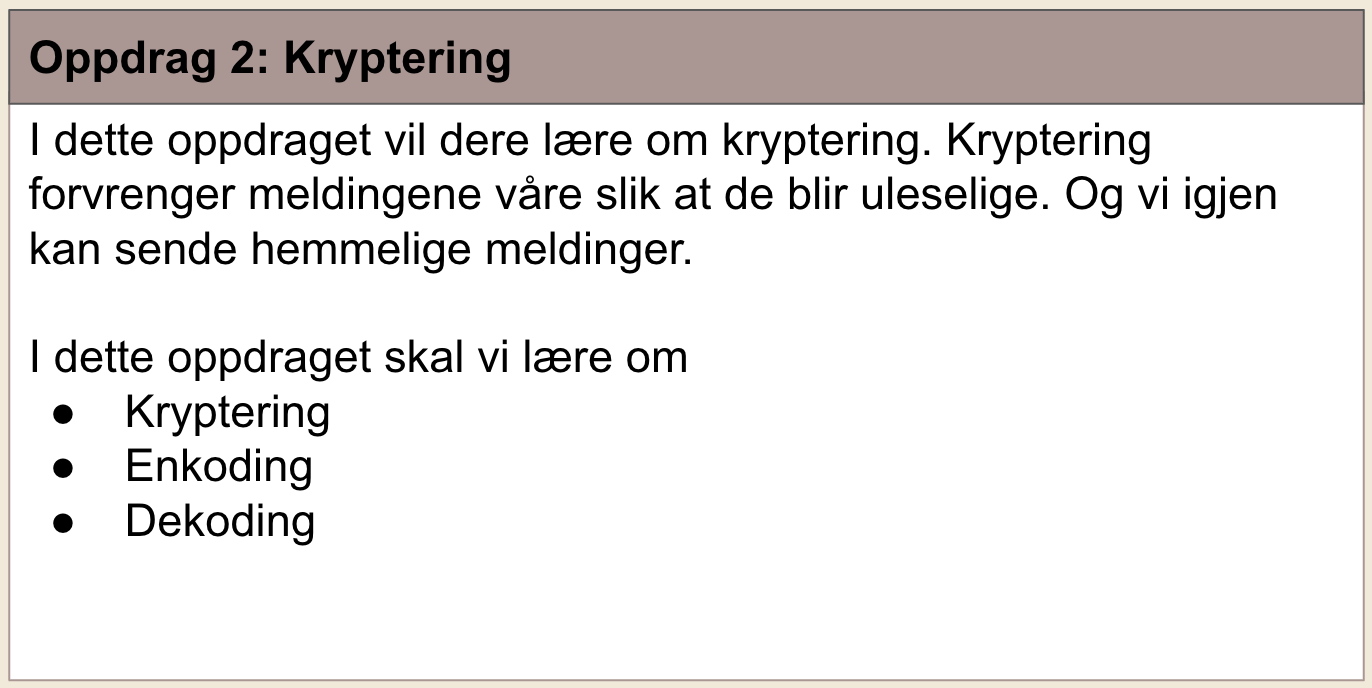 Oppdrag 2: Kryptering
I dette oppdraget vil dere lære om kryptering. Kryptering
forvrenger meldingene våre slik at de blir uleselige. Og vi igjen
kan sende hemmelige meldinger.
I dette oppdraget skal vi lære om
● Kryptering
● Enkoding
● Dekoding